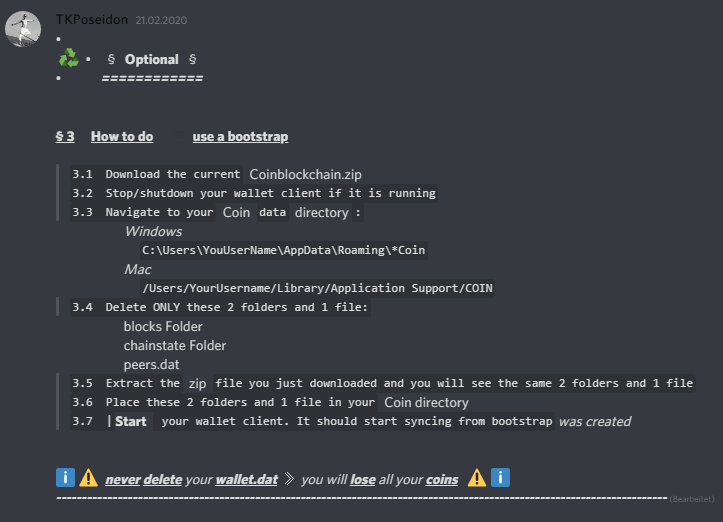 TKPoseidon 21.02.2020
•
♻ • § Optional §
• ============
§ 3 How to do use a bootstrap
3.1 Download the current Coinblockchain.zip
3.2 Stop/shutdown your wallet client if it is running
3.3 Navigate to your Coin data directory :
Windows
C:\Users\YouUserName\AppData\Roaming\*Coin
Mac
/Users/YourUsername/Library/Application Support/COIN
3.4 Delete ONLY these 2 folders and 1 file:
blocks Folder
chainstate Folder
peers.dat
3.5 Extract the zip file you just downloaded and you will see the same 2 folders and 1 file
3.6 Place these 2 folders and 1 file in your Coin directory
3.7 | Start your wallet client. It should start syncing from bootstrap was created
ℹ️ ⚠️ never delete your wallet.dat ⨠ you will lose all your coins ⚠️ ℹ️
---------------------------------------------------------------------------------------------------------------- (Bearbeitet)